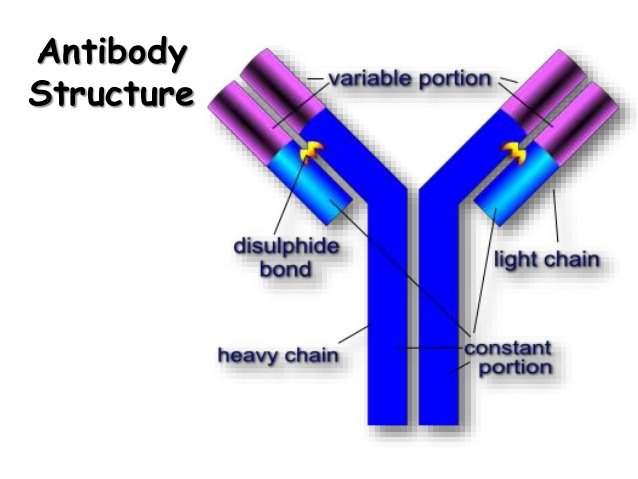 Antibody
Structure
variable portion
disulphide
bond
light chain
heavy chain
constant
portion